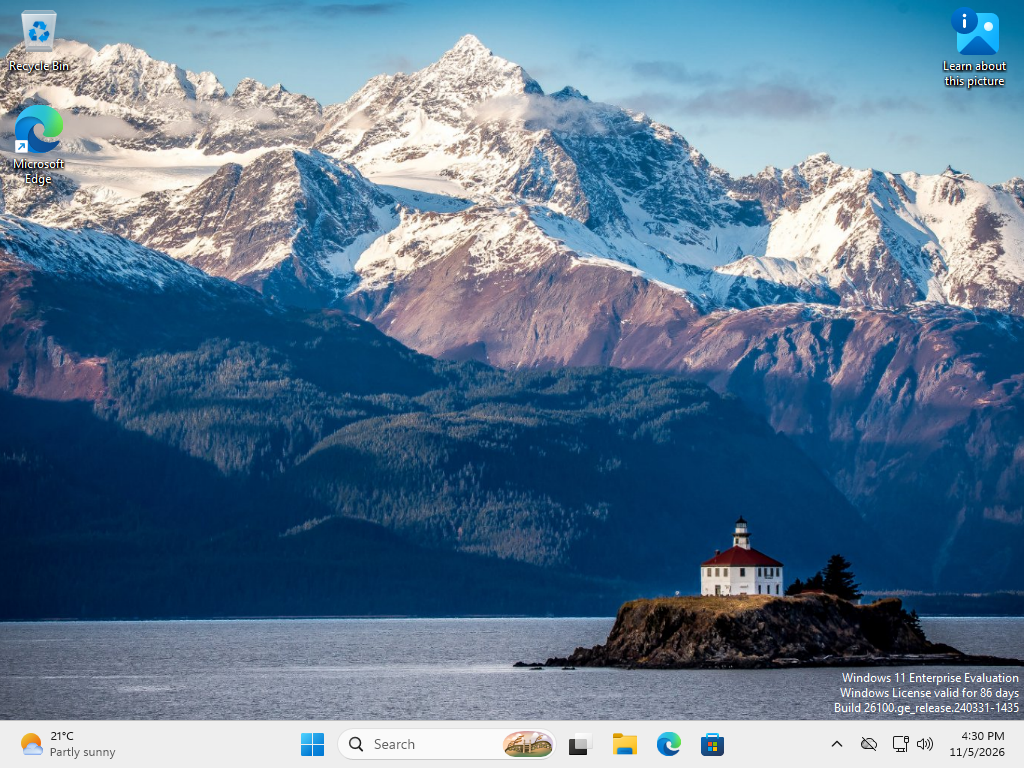 Recycle Bin
Microsoft
Edge
Learn about
this picture
Windows 11 Enterprise Evaluation
Windows License valid for 86 days
Build 26100.ge_release.240331-1435
21°C
Partly sunny
Search
4:30 PM
11/5/2026